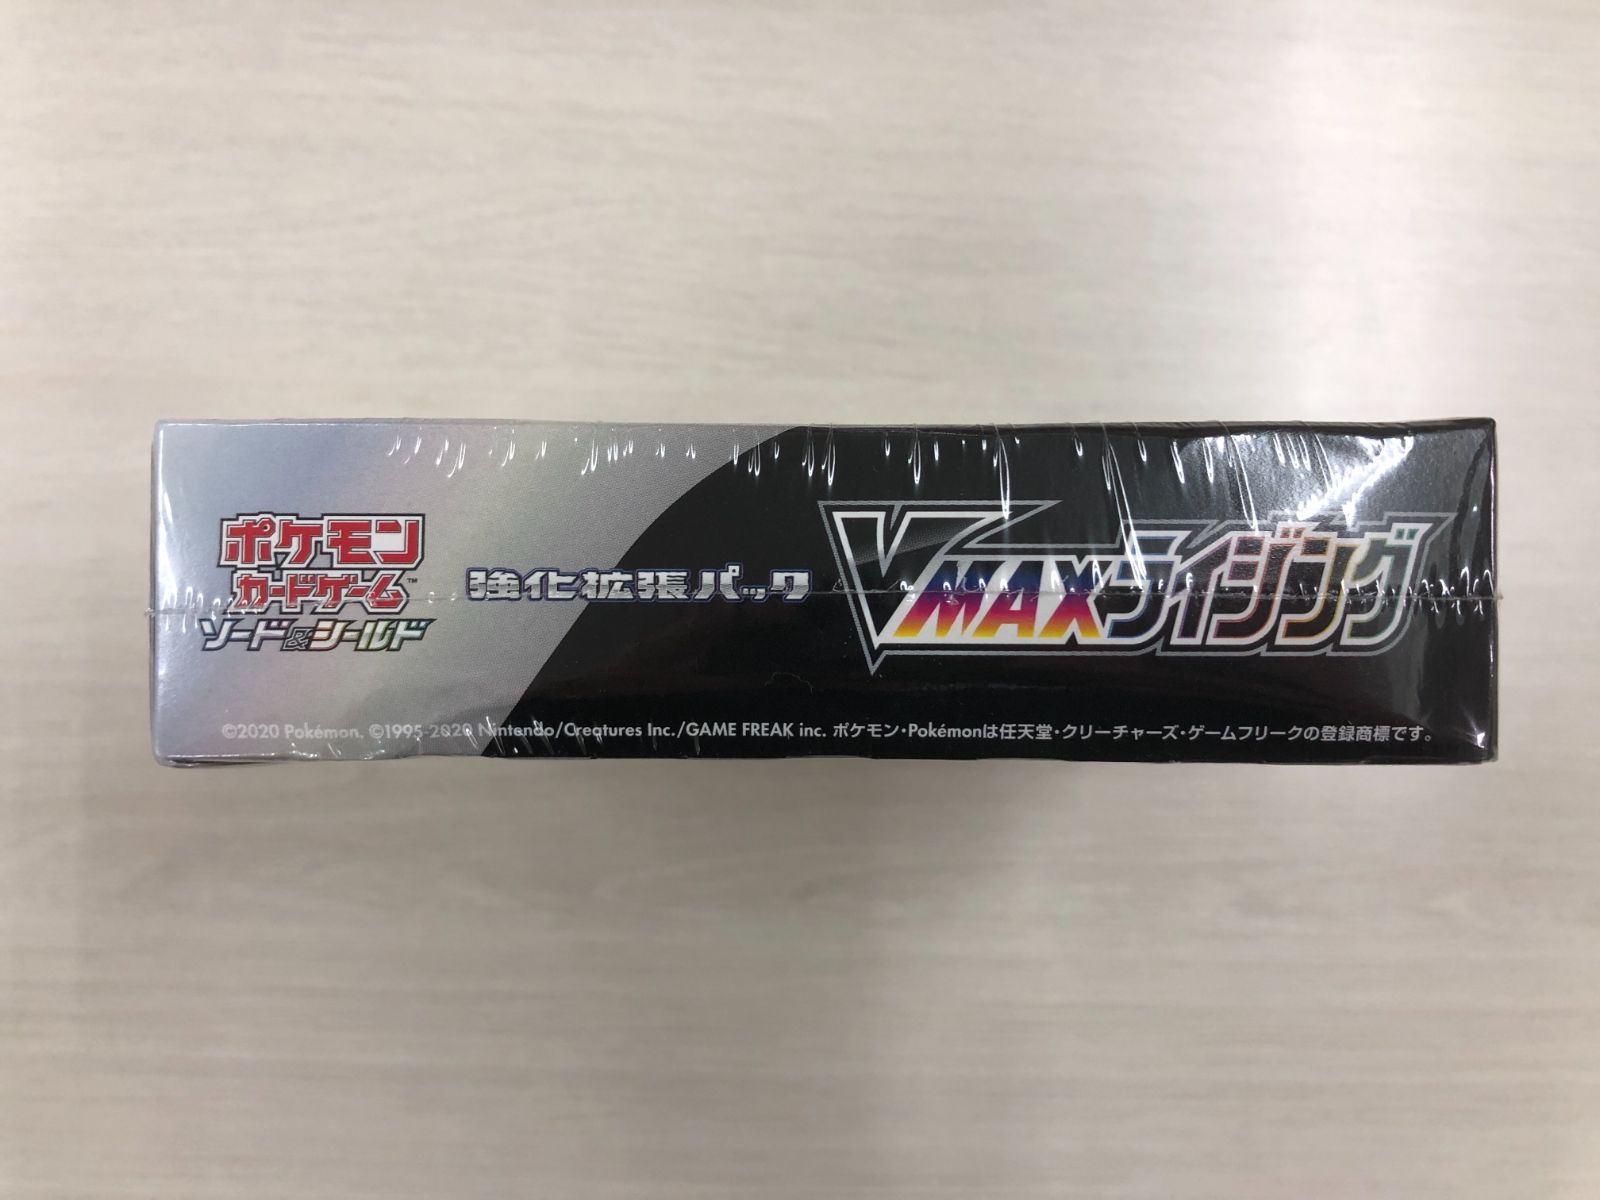 ポケモン
カードゲーム™
ソード&シールド
強化拡張パック
VMAXライジング
©2020 Pokémon. ©1995-2020 Nintendo/Creatures Inc./GAME FREAK inc. ポケモン・Pokémonは任天堂・クリーチャーズ・ゲームフリークの登録商標です。